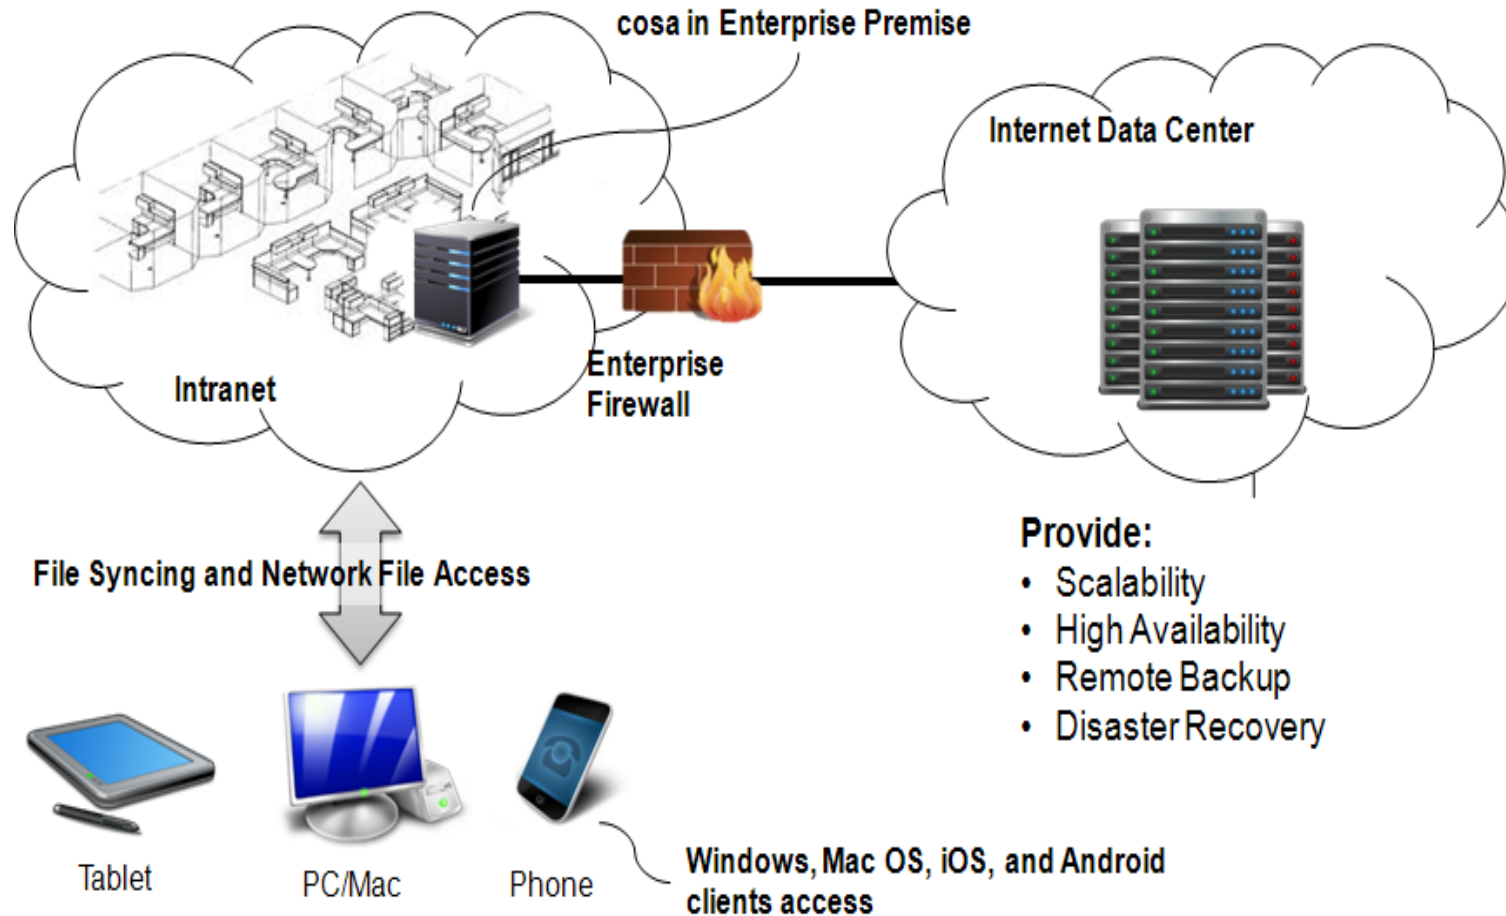 cosa in Enterprise Premise
Internet Data Center
Enterprise
Firewall
Intranet
File Syncing and Network File Access
Provide:
• Scalability
• High Availability
• Remote Backup
• Disaster Recovery
Tablet
PC/Mac
Phone
Windows, Mac OS, iOS, and Android
clients access